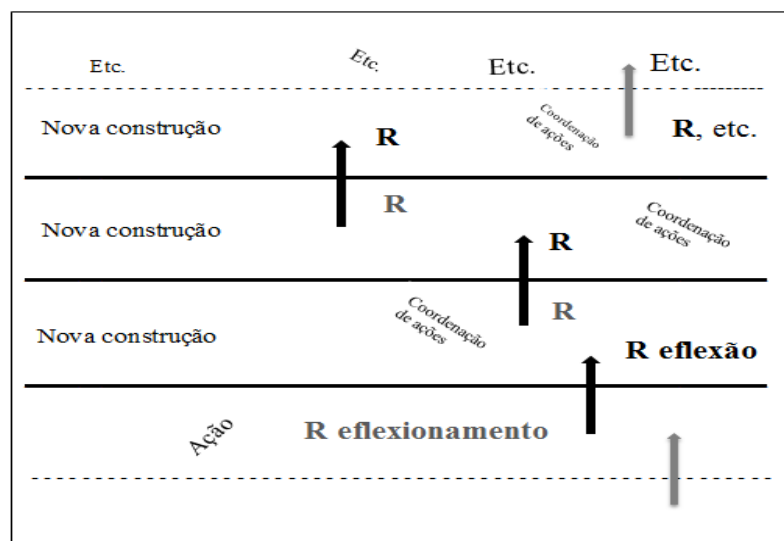 Etc. Etc. Etc. Etc.
Nova construção R Coordenação de ações R, etc.
R
Nova construção R Coordenação de ações
R
Nova construção Coordenação de ações R eflexão
Ação R eflexionamento